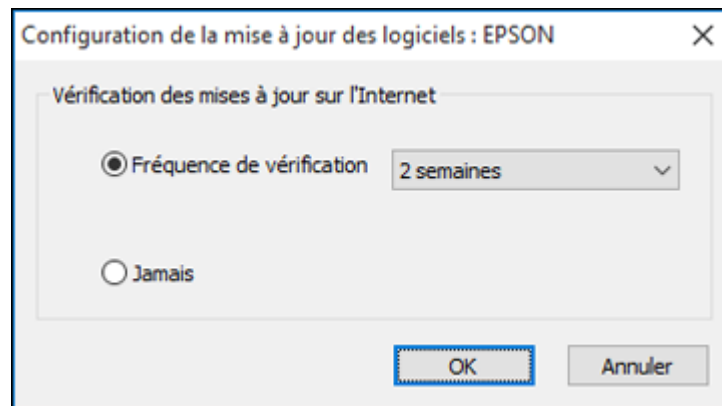 Configuration de la mise à jour des logiciels : EPSON
Vérification des mises à jour sur l'Internet
Fréquence de vérification 2 semaines
Jamais
OK Annuler